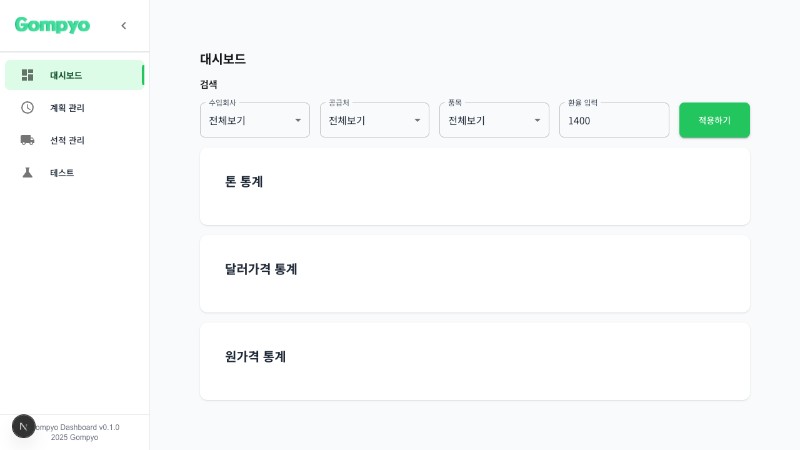 Gompyo
대시보드
계획 관리
선적 관리
테스트
N
ompyo Dashboard v0.1.0
2025 Gompyo
대시보드
검색
수입회사
전체보기
공급처
전체보기
품목
전체보기
환율 입력
1400
적용하기
톤 통계
달러가격 통계
원가격 통계